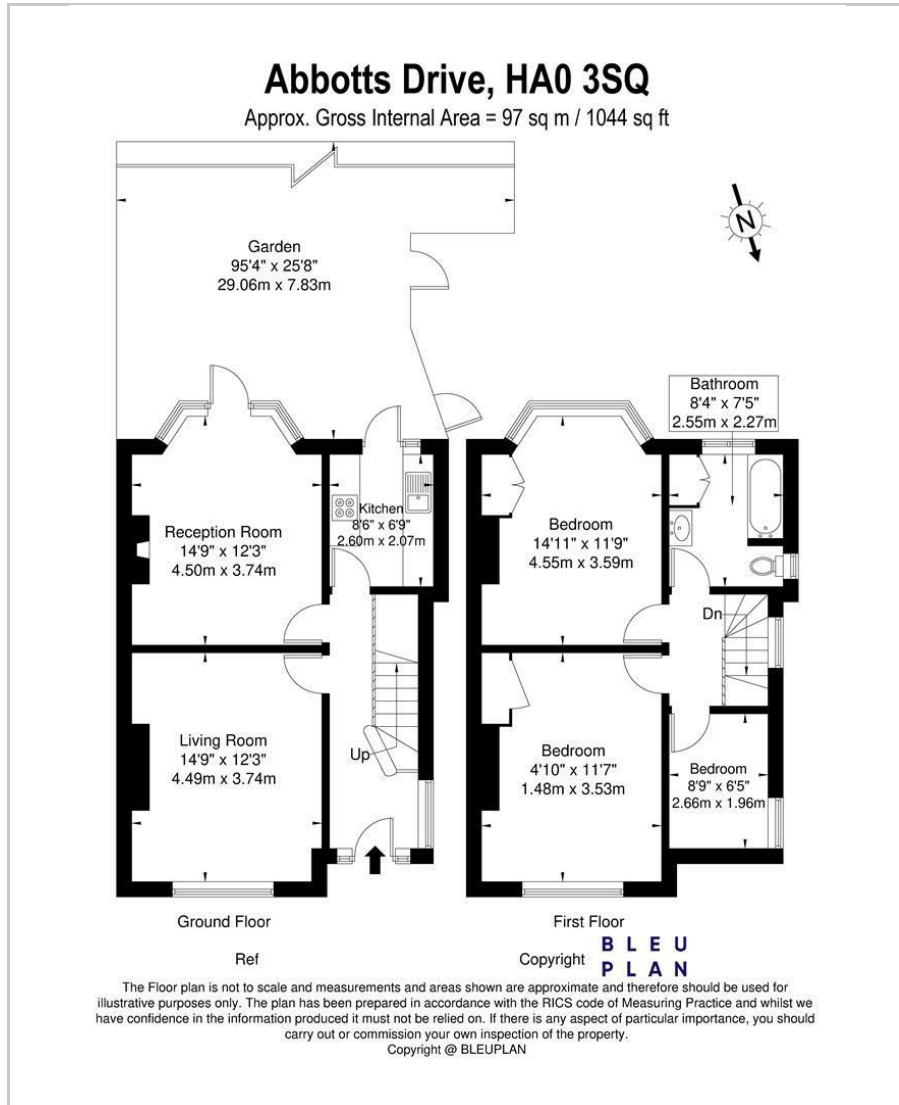 Abbotts Drive, HA0 3SQ
Approx. Gross Internal Area = 97 sq m / 1044 sq ft
N
Garden
95'4" x 25'8"
29.06m x 7.83m
Bathroom
8'4" x 7'5"
2.55m x 2.27m
Reception Room
14'9" x 12'3"
4.50m x 3.74m
Kitchen
8'6" x 6'9"
2.60m x 2.07m
Bedroom
14'11" x 11'9"
4.55m x 3.59m
Dn
Living Room
14'9" x 12'3"
4.49m x 3.74m
Up
Bedroom
4'10" x 11'7"
1.48m x 3.53m
Bedroom
8'9" x 6'5"
2.66m x 1.96m
Ground Floor
First Floor
Ref
Copyright
BLEU
PLAN
The Floor plan is not to scale and measurements and areas shown are approximate and therefore should be used for
illustrative purposes only. The plan has been prepared in accordance with the RICS code of Measuring Practice and whilst we
have confidence in the information produced it must not be relied on. If there is any aspect of particular importance, you should
carry out or commission your own inspection of the property.
Copyright @ BLEUPLAN